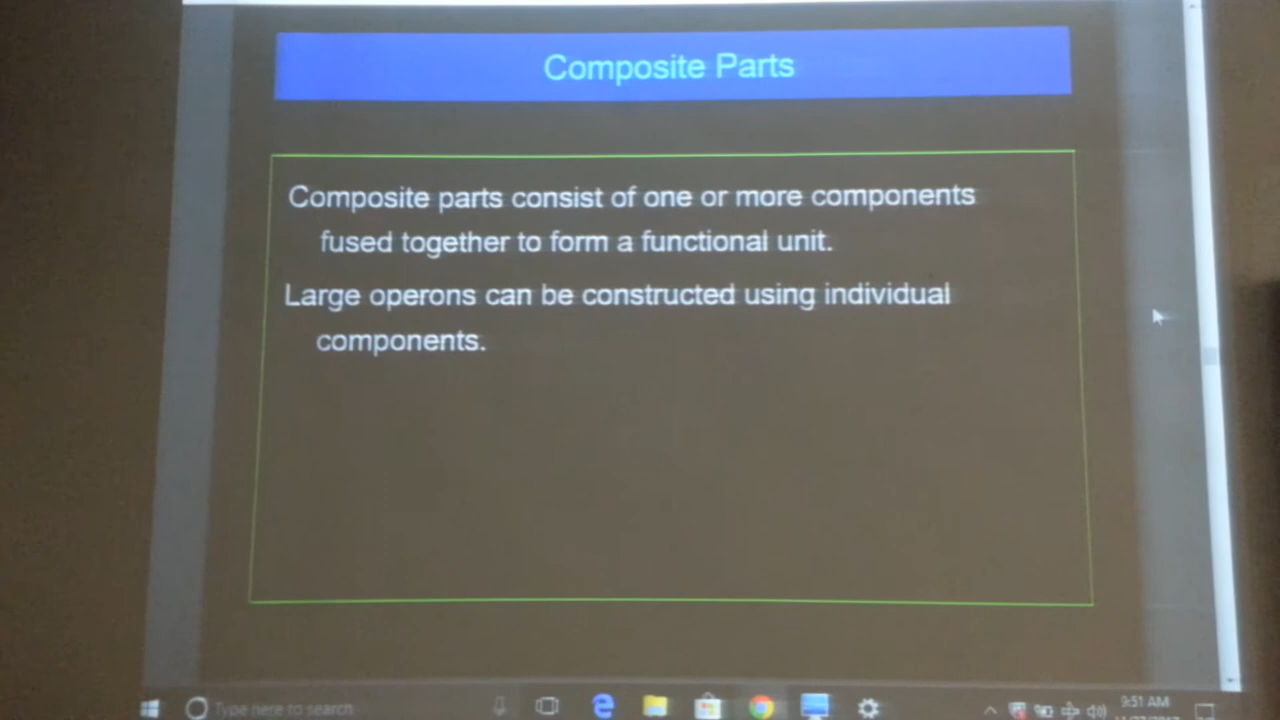 Composite Parts
Composite parts consist of one or more components
fused together to form a functional unit.
Large operons can be constructed using individual
components.
Type here to search
9:51 AM